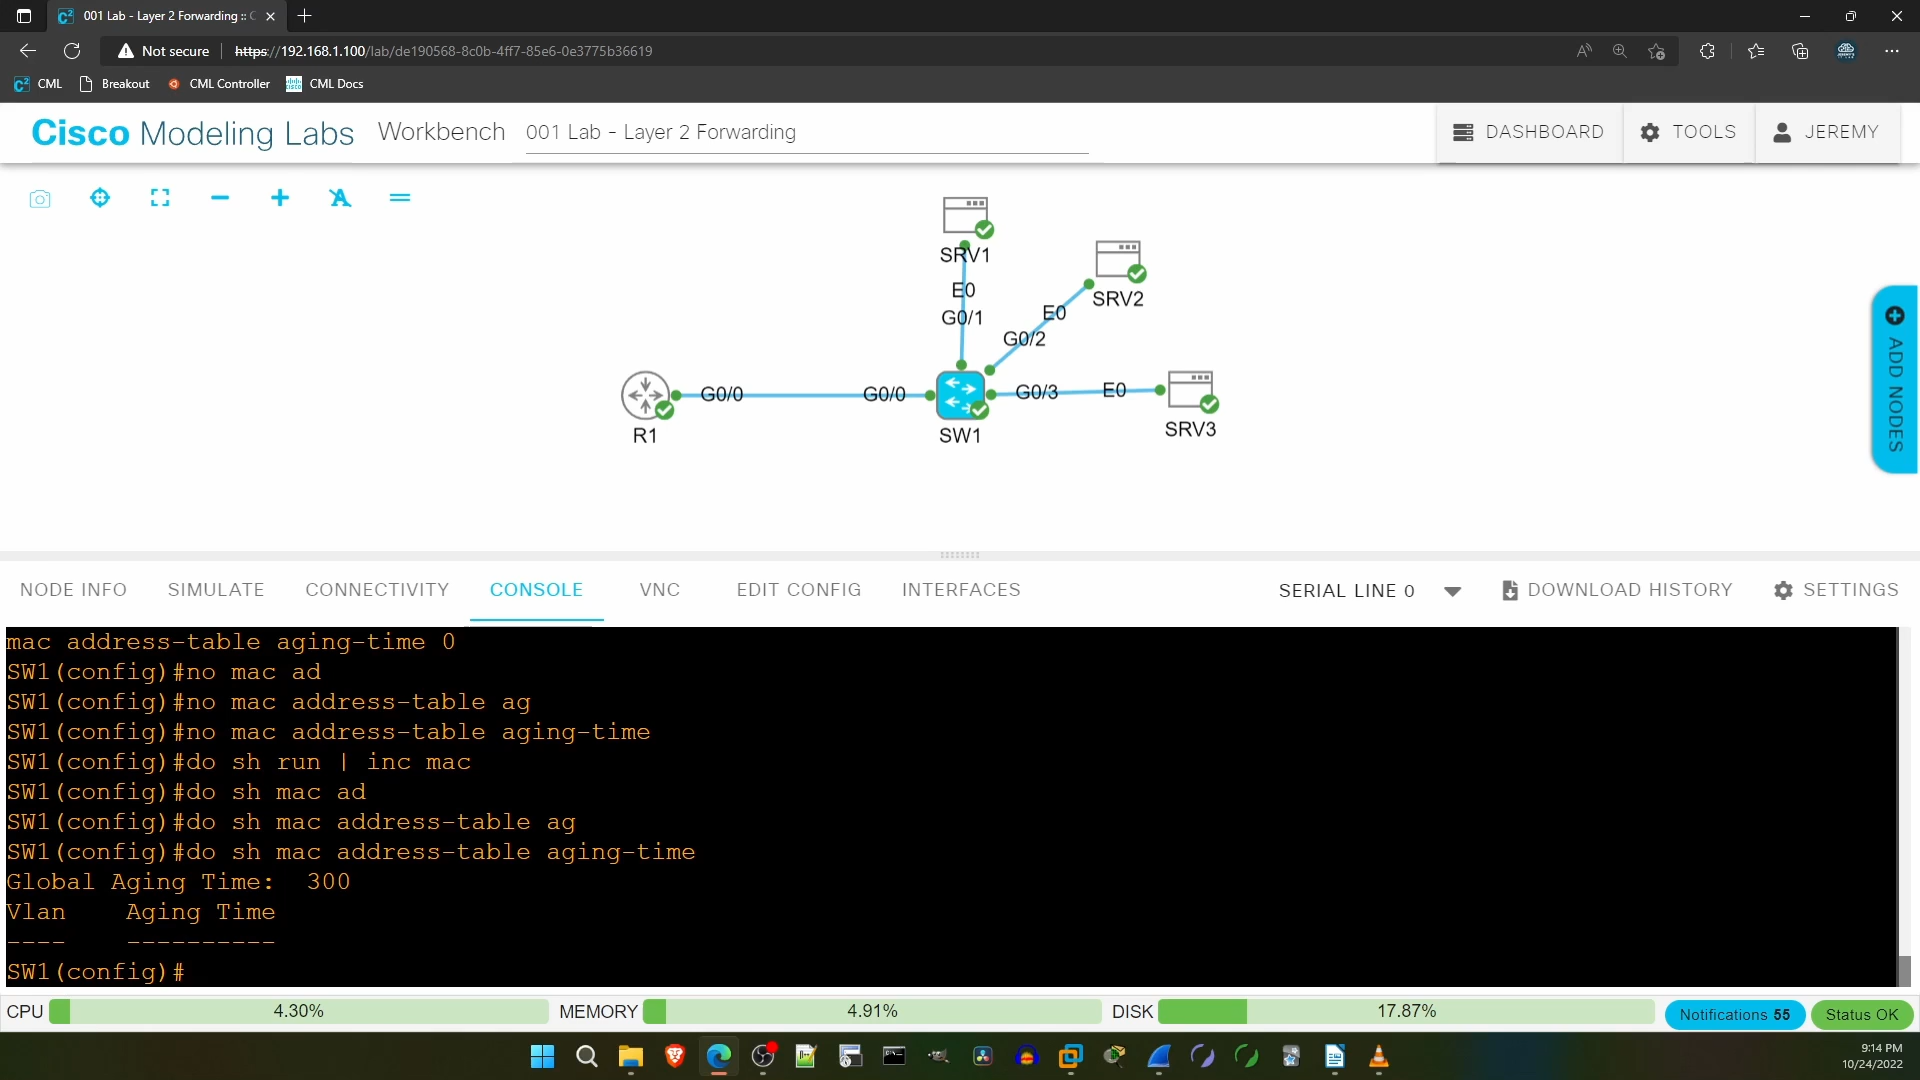 001 Lab - Layer 2 Forwarding :: C
Not secure https://192.168.1.100/lab/de190568-8c0b-4ff7-85e6-0e3775b36619
CML Breakout CML Controller CML Docs
Cisco Modeling Labs Workbench 001 Lab - Layer 2 Forwarding DASHBOARD TOOLS JEREMY
SRV1
SRV2
E0
E0
G0/1
G0/2
G0/0 G0/0 G0/3 E0
R1 SW1 SRV3
ADD NODES
NODE INFO SIMULATE CONNECTIVITY CONSOLE VNC EDIT CONFIG INTERFACES SERIAL LINE 0 DOWNLOAD HISTORY SETTINGS
mac address-table aging-time 0
SW1(config)#no mac ad
SW1(config)#no mac address-table ag
SW1(config)#no mac address-table aging-time
SW1(config)#do sh run | inc mac
SW1(config)#do sh mac ad
SW1(config)#do sh mac address-table ag
SW1(config)#do sh mac address-table aging-time
Global Aging Time:  300
Vlan    Aging Time
----    ----------
SW1(config)#
CPU 4.30% MEMORY 4.91% DISK 17.87% Notifications 55 Status OK
9:14 PM
10/24/2022